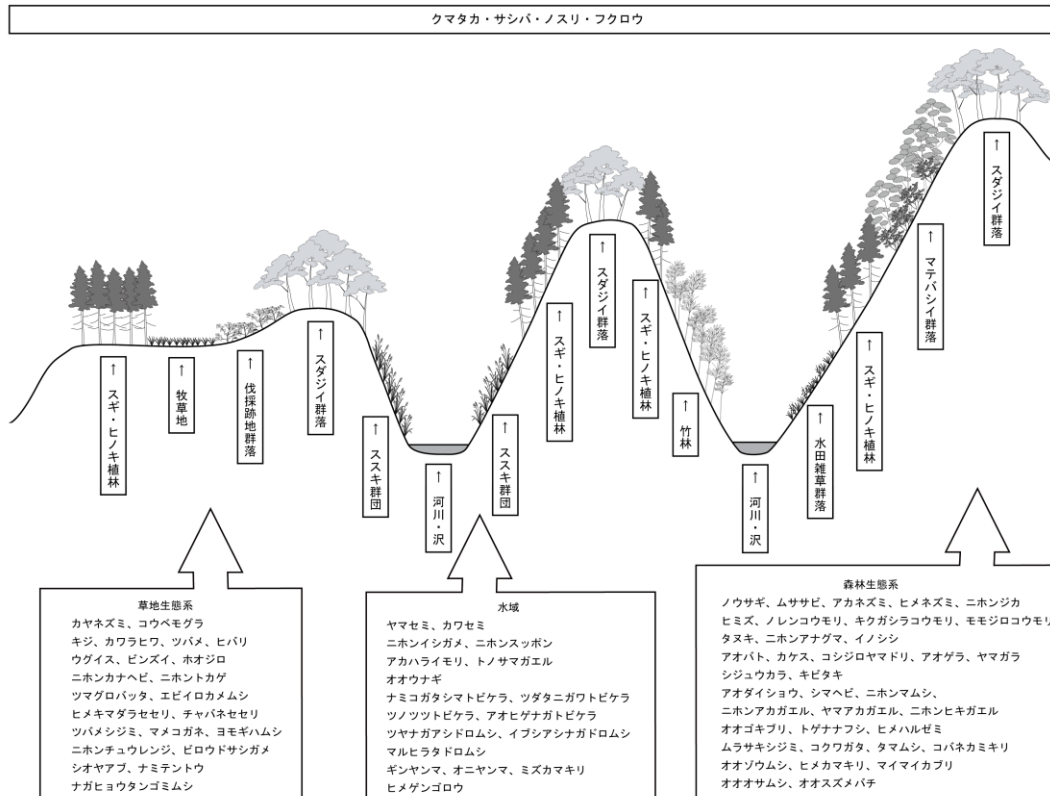 クマタカ・サシバ・ノスリ・フクロウ
↑スギ・ヒノキ植林
↑牧草地
↑伐採跡地群落
↑スダジイ群落
↑ススキ群団
↑河川・沢
↑ススキ群団
↑スギ・ヒノキ植林
↑スダジイ群落
↑スギ・ヒノキ植林
↑竹林
↑河川・沢
↑水田雑草群落
↑スギ・ヒノキ植林
↑マテバシイ群落
↑スダジイ群落
草地生態系
カヤネズミ、コウベモグラ
キジ、カワラヒワ、ツバメ、ヒバリ
ウグイス、ビンズイ、ホオジロ
ニホンカナヘビ、ニホントカゲ
ツマグロバッタ、エビイロカメムシ
ヒメキマダラセセリ、チャバネセセリ
ツバメシジミ、マメコガネ、ヨモギハムシ
ニホンチュウレンジ、ビロウドサシガメ
シオヤアブ、ナミテントウ
ナガヒョウタンゴミムシ
水域
ヤマセミ、カワセミ
ニホンイシガメ、ニホンスッポン
アカハライモリ、トノサマガエル
オオウナギ
ナミコガタシマトビケラ、ツダタニガワトビケラ
ツノツツトビケラ、アオヒゲナガトビケラ
ツヤナガアシドロムシ、イブシアシナガドロムシ
マルヒラタドロムシ
ギンヤンマ、オニヤンマ、ミズカマキリ
ヒメゲンゴロウ
森林生態系
ノウサギ、ムササビ、アカネズミ、ヒメネズミ、ニホンジカ
ヒミズ、ノレンコウモリ、キクガシラコウモリ、モモジロコウモリ
タヌキ、ニホンアナグマ、イノシシ
アオバト、カケス、コシジロヤマドリ、アオゲラ、ヤマガラ
シジュウカラ、キビタキ
アオダイショウ、シマヘビ、ニホンマムシ、
ニホンアカガエル、ヤマアカガエル、ニホンヒキガエル
オオゴキブリ、トゲナナフシ、ヒメハルゼミ
ムラサキシジミ、コクワガタ、タマムシ、コバネカミキリ
オオゾウムシ、ヒメカマキリ、マイマイカブリ
オオオサムシ、オオスズメバチ